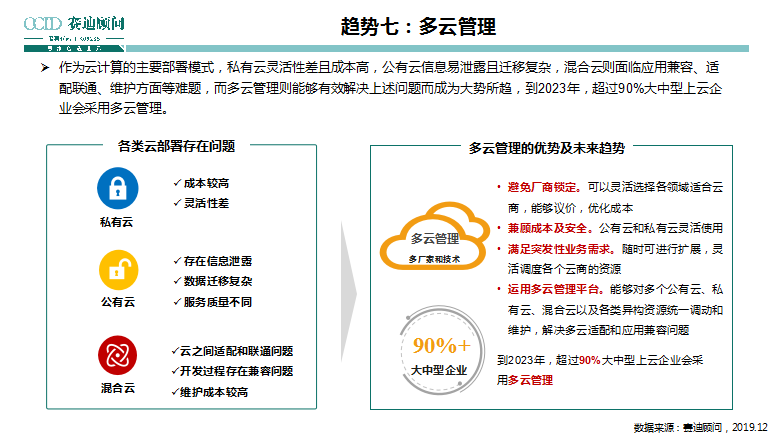 CCID 赛迪顾问
趋势七：多云管理
作为云计算的主要部署模式，私有云灵活性差且成本高，公有云信息易泄露且迁移复杂，混合云则面临应用兼容、适
配联通、维护方面等难题，而多云管理则能够有效解决上述问题而成为大势所趋，到2023年，超过90%大中型上云企
业会采用多云管理。
各类云部署存在问题
私有云
✓成本较高
✓灵活性差
公有云
✓存在信息泄露
✓数据迁移复杂
✓服务质量不同
混合云
✓云之间适配和联通问题
✓开发过程存在兼容问题
✓维护成本较高
多云管理的优势及未来趋势
多云管理
多厂家和技术
90%+
大中型企业
• 避免厂商锁定。可以灵活选择各领域适合云
商，能够议价，优化成本
• 兼顾成本及安全。公有云和私有云灵活使用
• 满足突发性业务需求。随时可进行扩展，灵
活调度各个云商的资源
• 运用多云管理平台。能够对多个公有云、私
有云、混合云以及各类异构资源统一调动和
维护，解决多云适配和应用兼容问题
到2023年，超过90%大中型上云企业会采
用多云管理
数据来源：赛迪顾问，2019.12